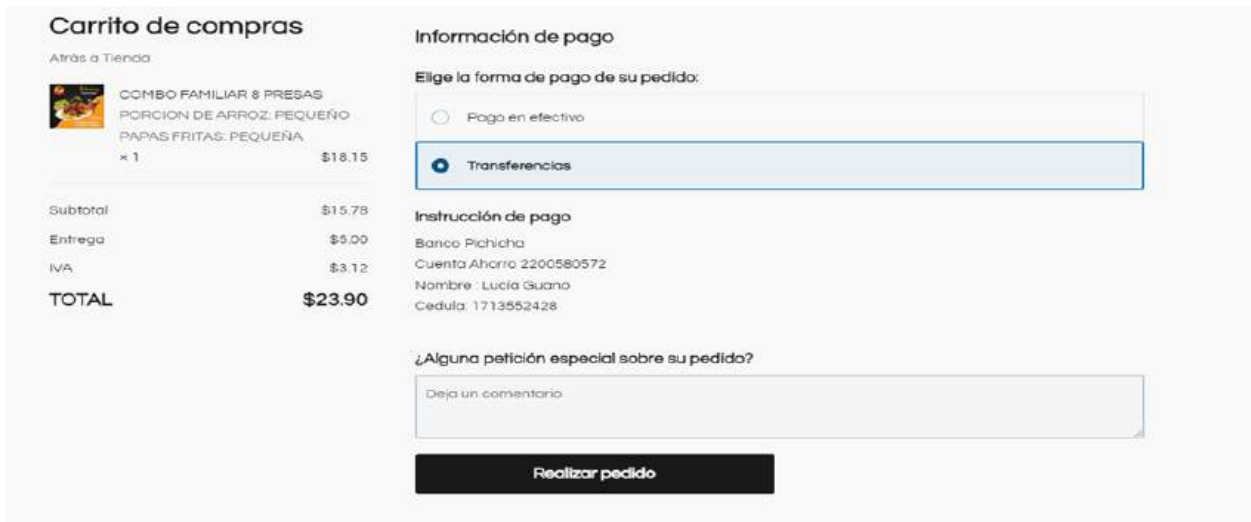 Carrito de compras
Atrás a Tienda
COMBO FAMILIAR 8 PRESAS
PORCION DE ARROZ: PEQUEÑO
PAPAS FRITAS: PEQUEÑA
× 1 $18.15
Subtotal $15.78
Entrega $5.00
IVA $3.12
TOTAL $23.90
Información de pago
Elige la forma de pago de su pedido:
Pago en efectivo
Transferencias
Instrucción de pago
Banco Pichicha
Cuenta Ahorro 2200580572
Nombre : Lucía Guano
Cedula: 1713552428
¿Alguna petición especial sobre su pedido?
Deja un comentario
Realizar pedido